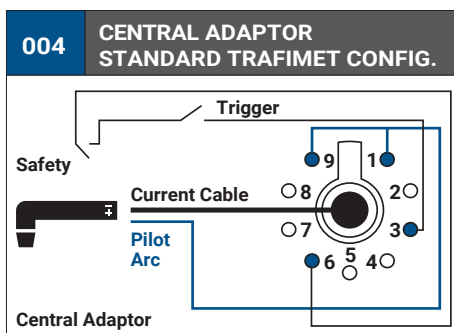 004
CENTRAL ADAPTOR
STANDARD TRAFIMET CONFIG.
Trigger
Safety
9 1
8 2
Current Cable
7 3
Pilot
Arc
6 5 4
Central Adaptor